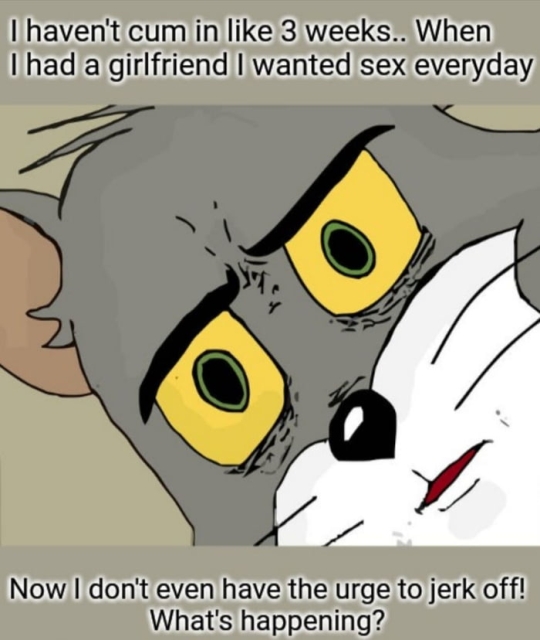 I haven't cum in like 3 weeks.. When
I had a girlfriend I wanted sex everyday
Now I don't even have the urge to jerk off!
What's happening?